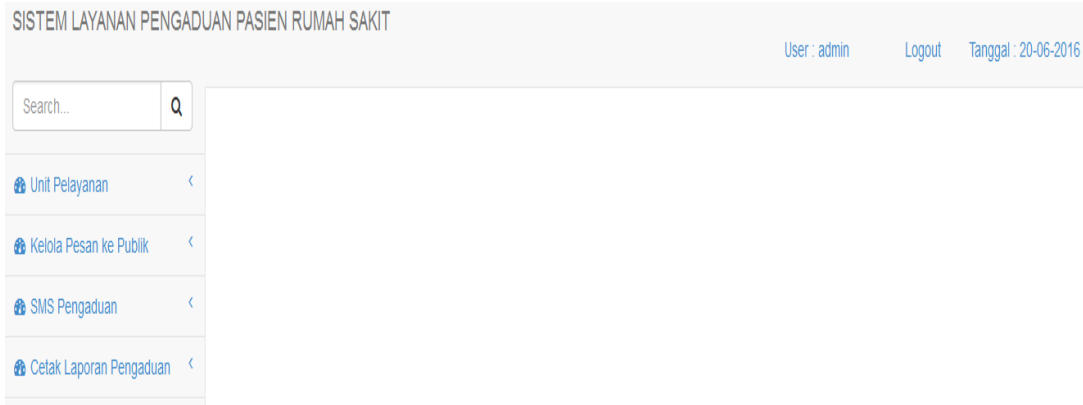 SISTEM LAYANAN PENGADUAN PASIEN RUMAH SAKIT
User : admin Logout Tanggal : 20-06-2016
Search...
Unit Pelayanan
Kelola Pesan ke Publik
SMS Pengaduan
Cetak Laporan Pengaduan